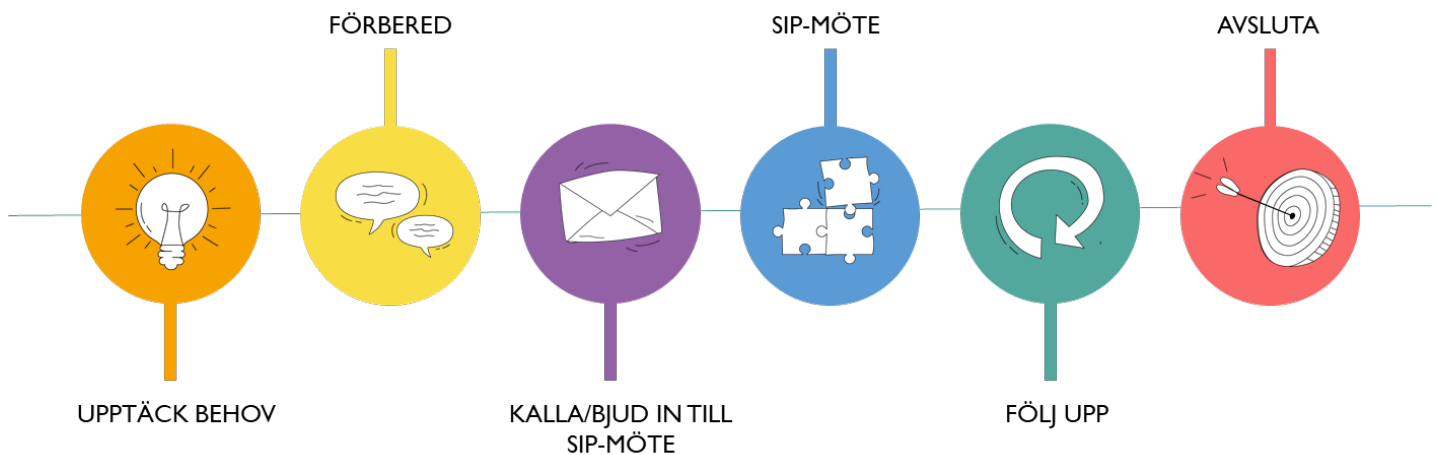 UPPTÄCK BEHOV
FÖRBERED
KALLA/BJUD IN TILL
SIP-MÖTE
SIP-MÖTE
FÖLJ UPP
AVSLUTA